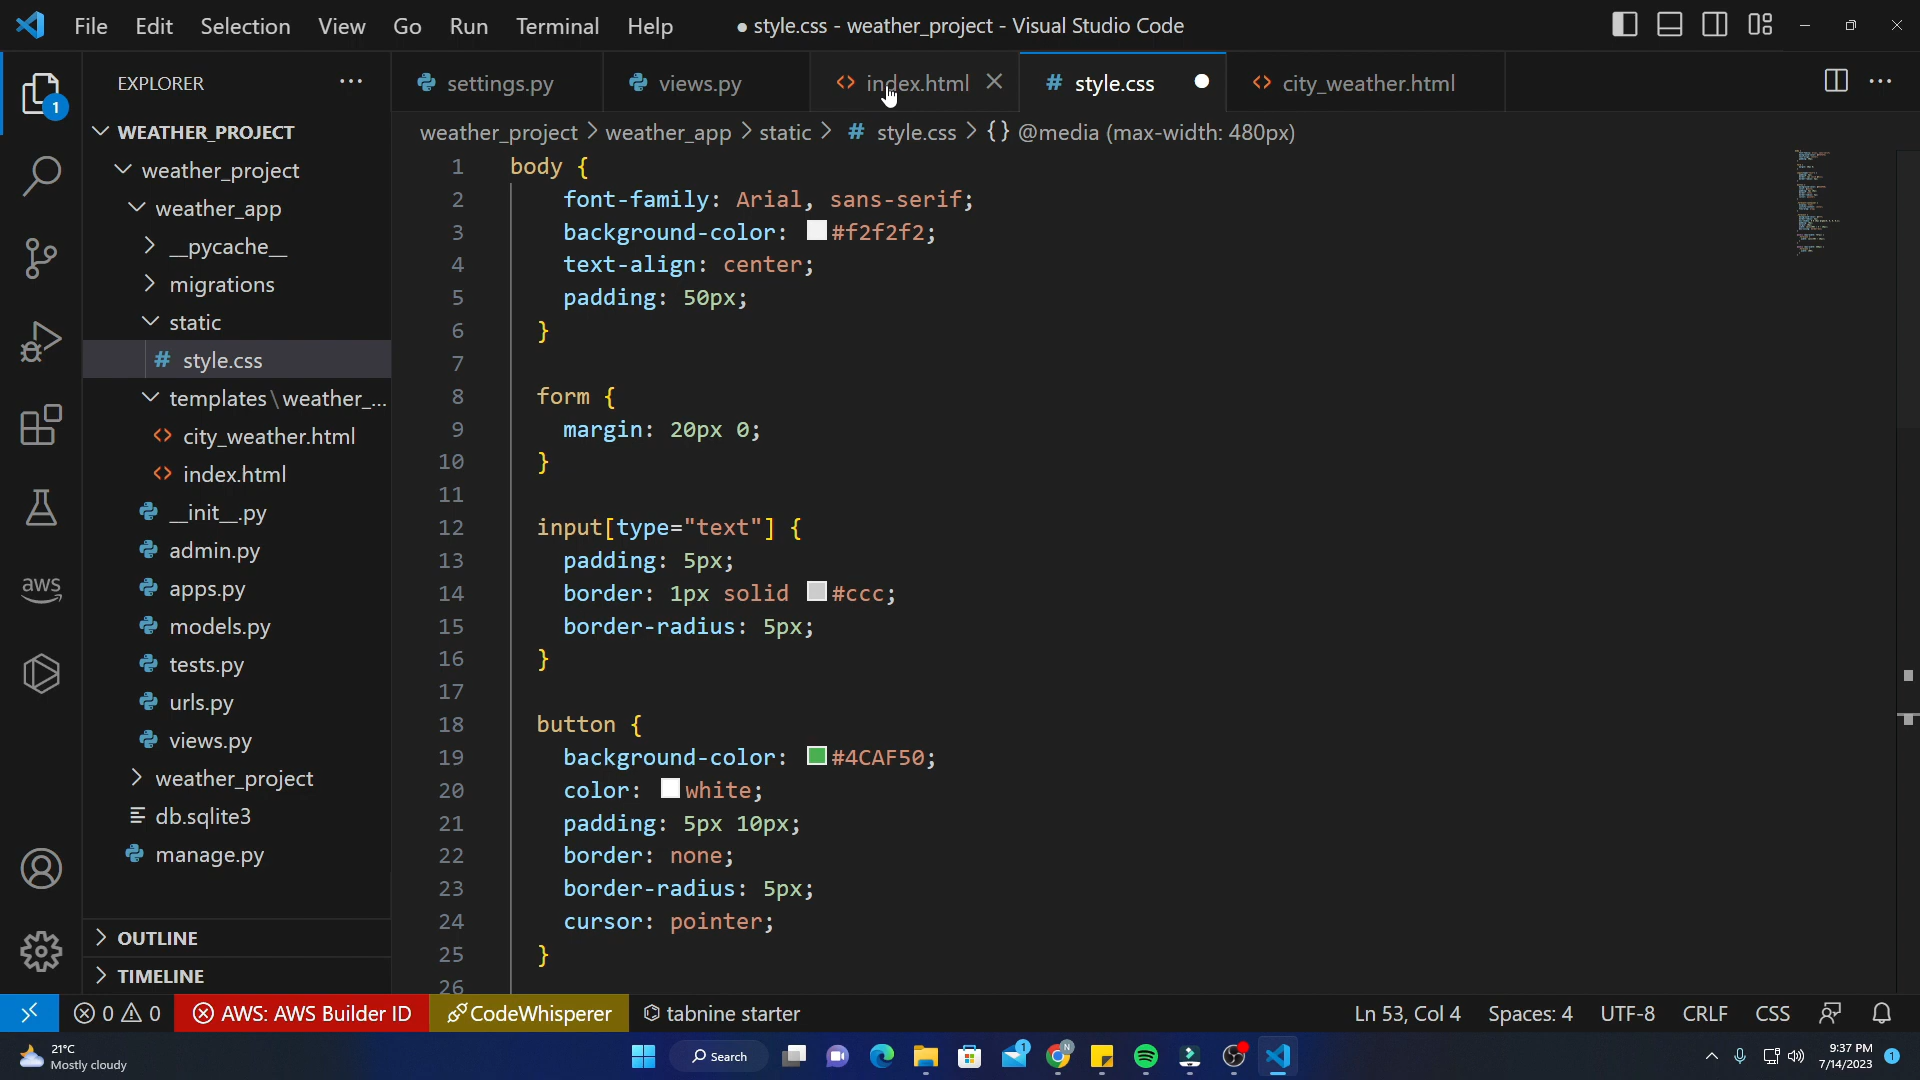 File Edit Selection View Go Run Terminal Help ● style.css - weather_project - Visual Studio Code
EXPLORER ···
settings.py views.py index.html style.css city_weather.html
1
WEATHER_PROJECT
weather_project > weather_app > static > # style.css > {} @media (max-width: 480px)
weather_project
weather_app
__pycache__
migrations
static
# style.css
templates\weather_...
city_weather.html
index.html
__init__.py
admin.py
apps.py
models.py
tests.py
urls.py
views.py
weather_project
db.sqlite3
manage.py
OUTLINE
TIMELINE
aws
1 body {
2 font-family: Arial, sans-serif;
3 background-color: #f2f2f2;
4 text-align: center;
5 padding: 50px;
6 }
7
8 form {
9 margin: 20px 0;
10 }
11
12 input[type="text"] {
13 padding: 5px;
14 border: 1px solid #ccc;
15 border-radius: 5px;
16 }
17
18 button {
19 background-color: #4CAF50;
20 color: white;
21 padding: 5px 10px;
22 border: none;
23 border-radius: 5px;
24 cursor: pointer;
25 }
26
0 0 AWS: AWS Builder ID CodeWhisperer tabnine starter Ln 53, Col 4 Spaces: 4 UTF-8 CRLF CSS
21°C
Mostly cloudy
Search
1
N
9:37 PM
7/14/2023
1